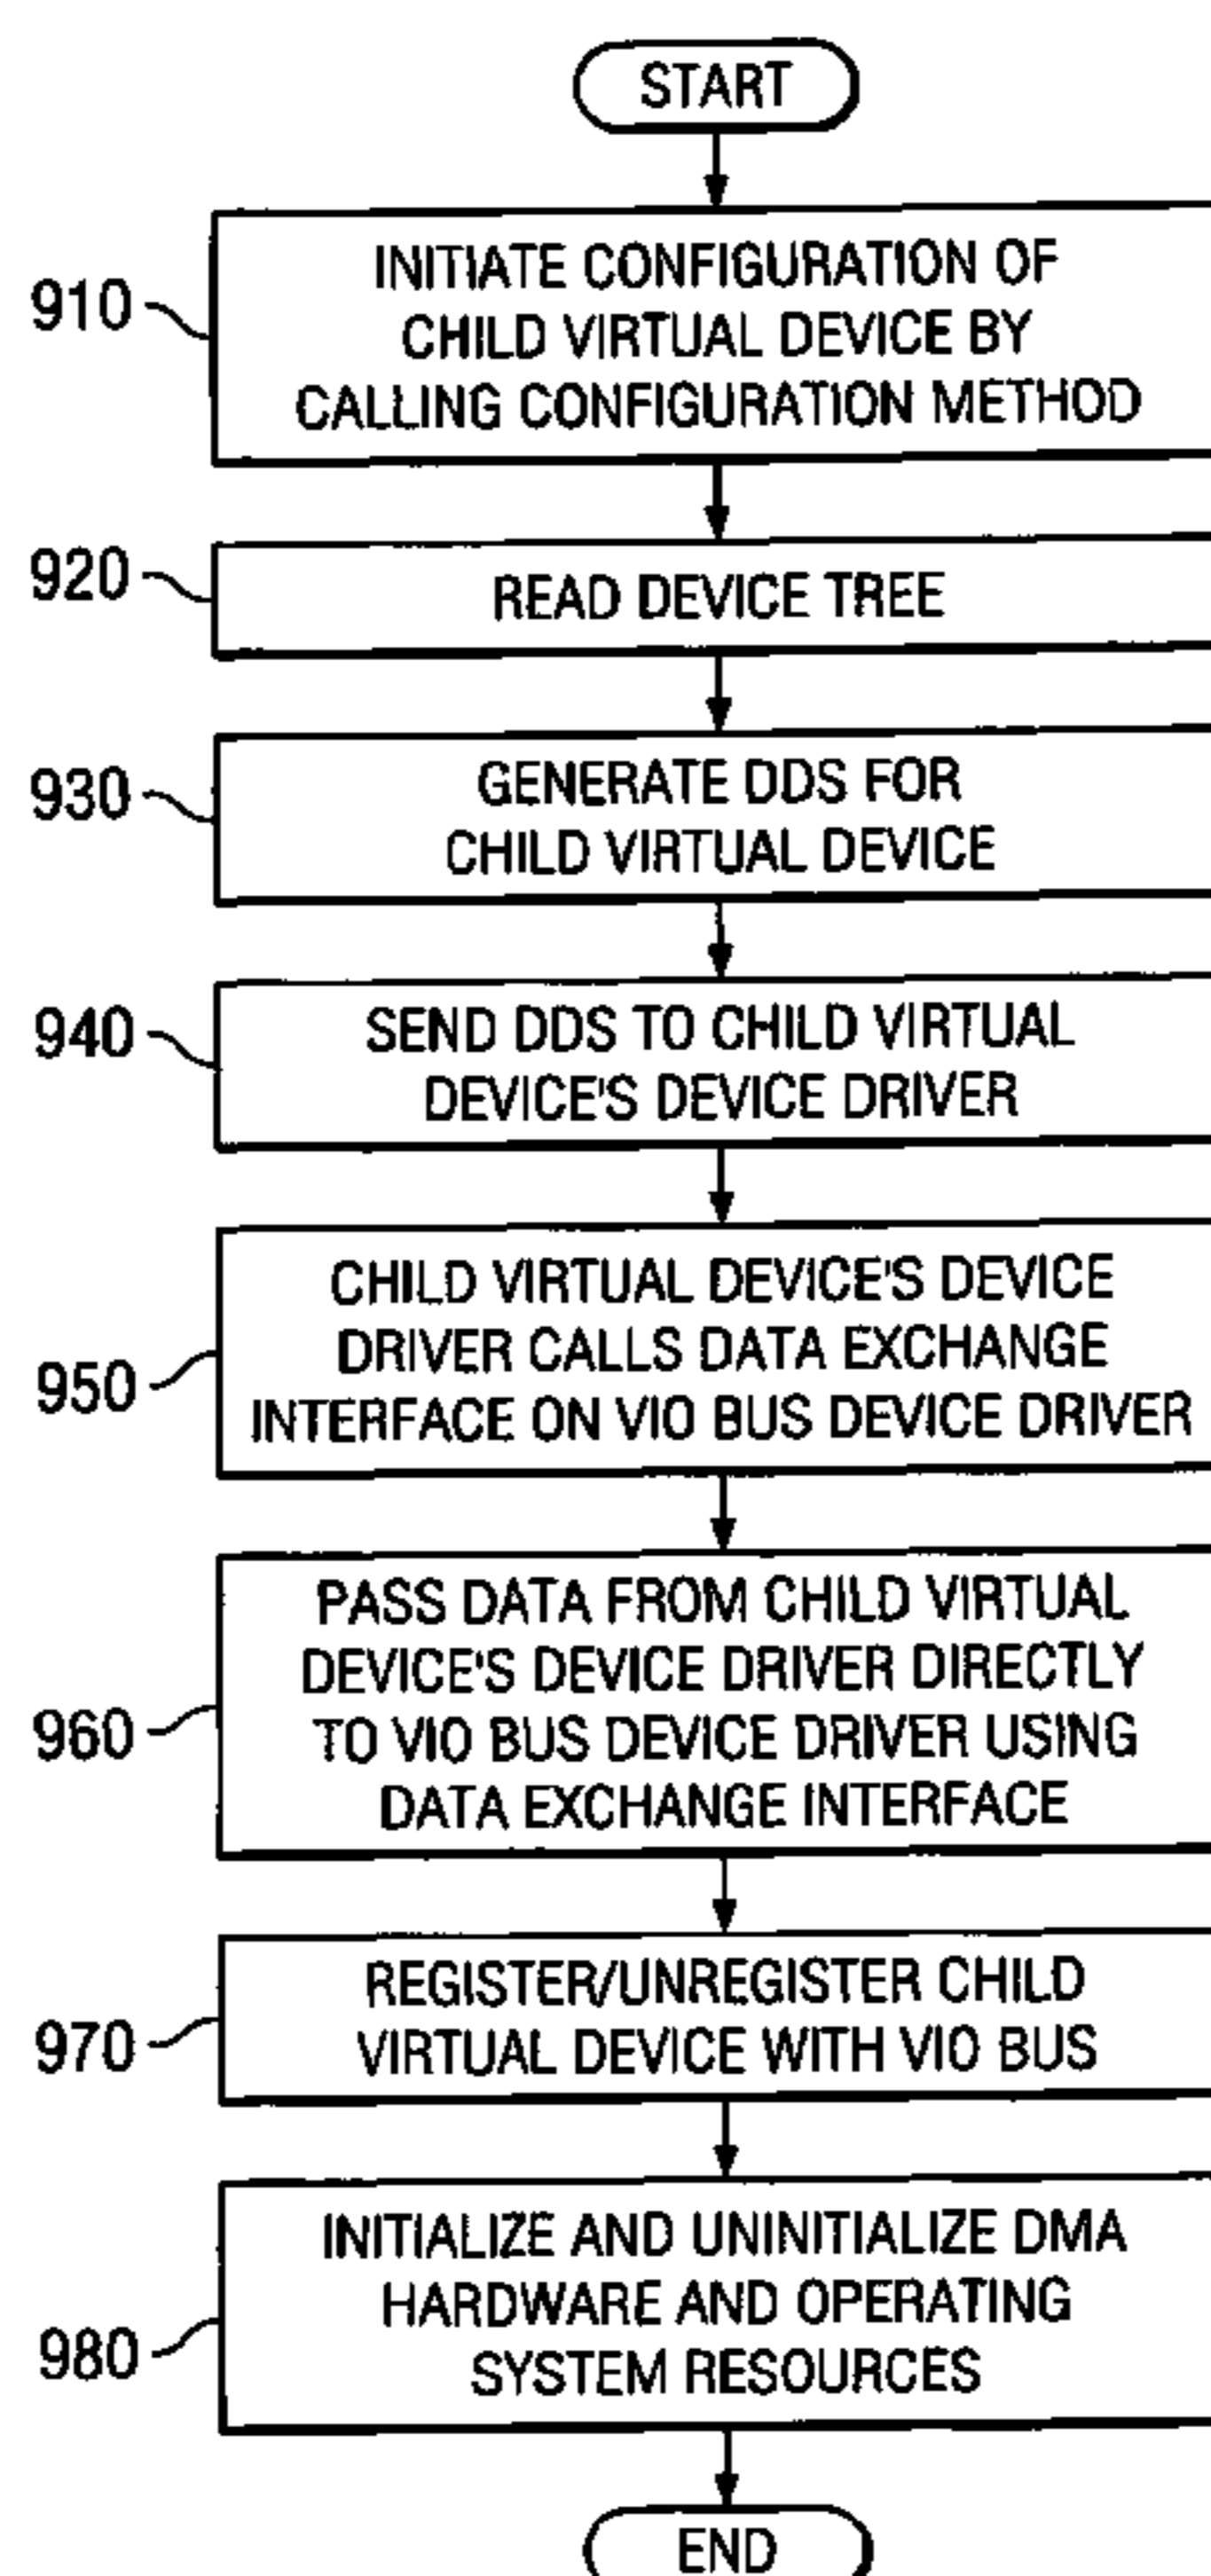 START
910
INITIATE CONFIGURATION OF
CHILD VIRTUAL DEVICE BY
CALLING CONFIGURATION METHOD
920
READ DEVICE TREE
930
GENERATE DDS FOR
CHILD VIRTUAL DEVICE
940
SEND DDS TO CHILD VIRTUAL
DEVICE'S DEVICE DRIVER
950
CHILD VIRTUAL DEVICE'S DEVICE
DRIVER CALLS DATA EXCHANGE
INTERFACE ON VIO BUS DEVICE DRIVER
960
PASS DATA FROM CHILD VIRTUAL
DEVICE'S DEVICE DRIVER DIRECTLY
TO VIO BUS DEVICE DRIVER USING
DATA EXCHANGE INTERFACE
970
REGISTER/UNREGISTER CHILD
VIRTUAL DEVICE WITH VIO BUS
980
INITIALIZE AND UNINITIALIZE DMA
HARDWARE AND OPERATING
SYSTEM RESOURCES
END